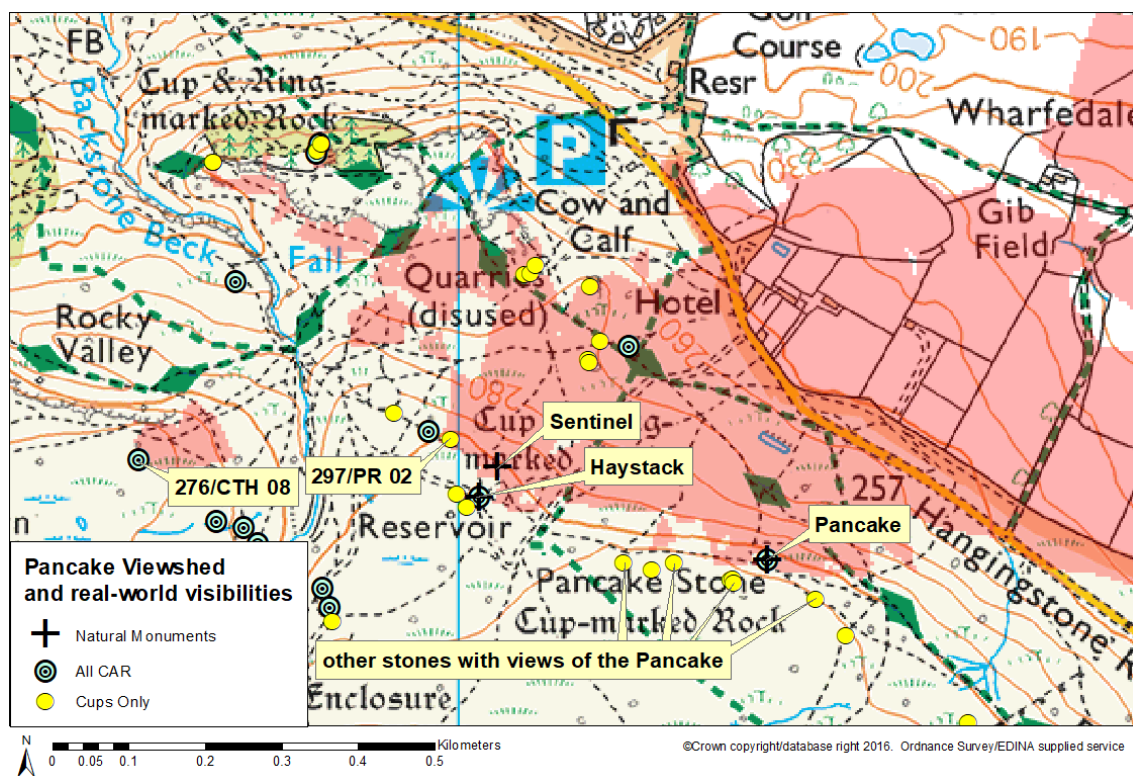 FB
Cup & Ring-
marked Rock
Backstone Beck
Fall
Rocky
Valley
Quarries
(disused)
P
Cow and
Calf
Hotel
Golf
Course
Resr
190
200
230
Wharfedale
Gib
Field
260
280
Cup
ng-
marked
Sentinel
Haystack
297/PR 02
276/CTH 08
n
Reservoir
257
Hangingstone R
Pancake
Pancake Stone
Cup-marked Rock
other stones with views of the Pancake
Enclosure
Pancake Viewshed
and real-world visibilities
Natural Monuments
All CAR
Cups Only
N
Kilometers
0 0.05 0.1 0.2 0.3 0.4 0.5
©Crown copyright/database right 2016. Ordnance Survey/EDINA supplied service